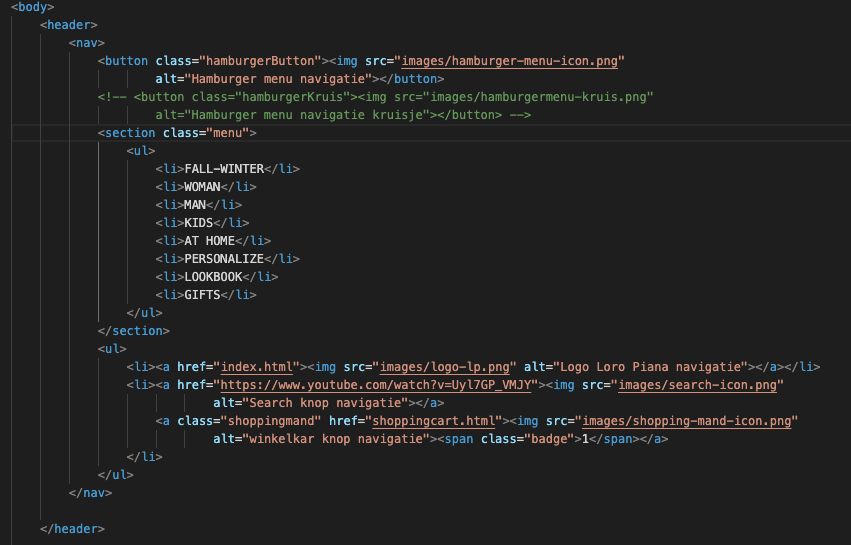 <body>
<header>
<nav>
<button class="hamburgerButton"><img src="images/hamburger-menu-icon.png"
alt="Hamburger menu navigatie"></button>
<!-- <button class="hamburgerKruis"><img src="images/hamburgermenu-kruis.png"
alt="Hamburger menu navigatie kruisje"></button> -->
<section class="menu">
<ul>
<li>FALL-WINTER</li>
<li>WOMAN</li>
<li>MAN</li>
<li>KIDS</li>
<li>AT HOME</li>
<li>PERSONALIZE</li>
<li>LOOKBOOK</li>
<li>GIFTS</li>
</ul>
</section>
<ul>
<li><a href="index.html"><img src="images/logo-lp.png" alt="Logo Loro Piana navigatie"></a></li>
<li><a href="https://www.youtube.com/watch?v=Uyl7GP_VMJY"><img src="images/search-icon.png"
alt="Search knop navigatie"></a>
<a class="shoppingmand" href="shoppingcart.html"><img src="images/shopping-mand-icon.png"
alt="winkelkar knop navigatie"><span class="badge">1</span></a>
</li>
</ul>
</nav>
</header>